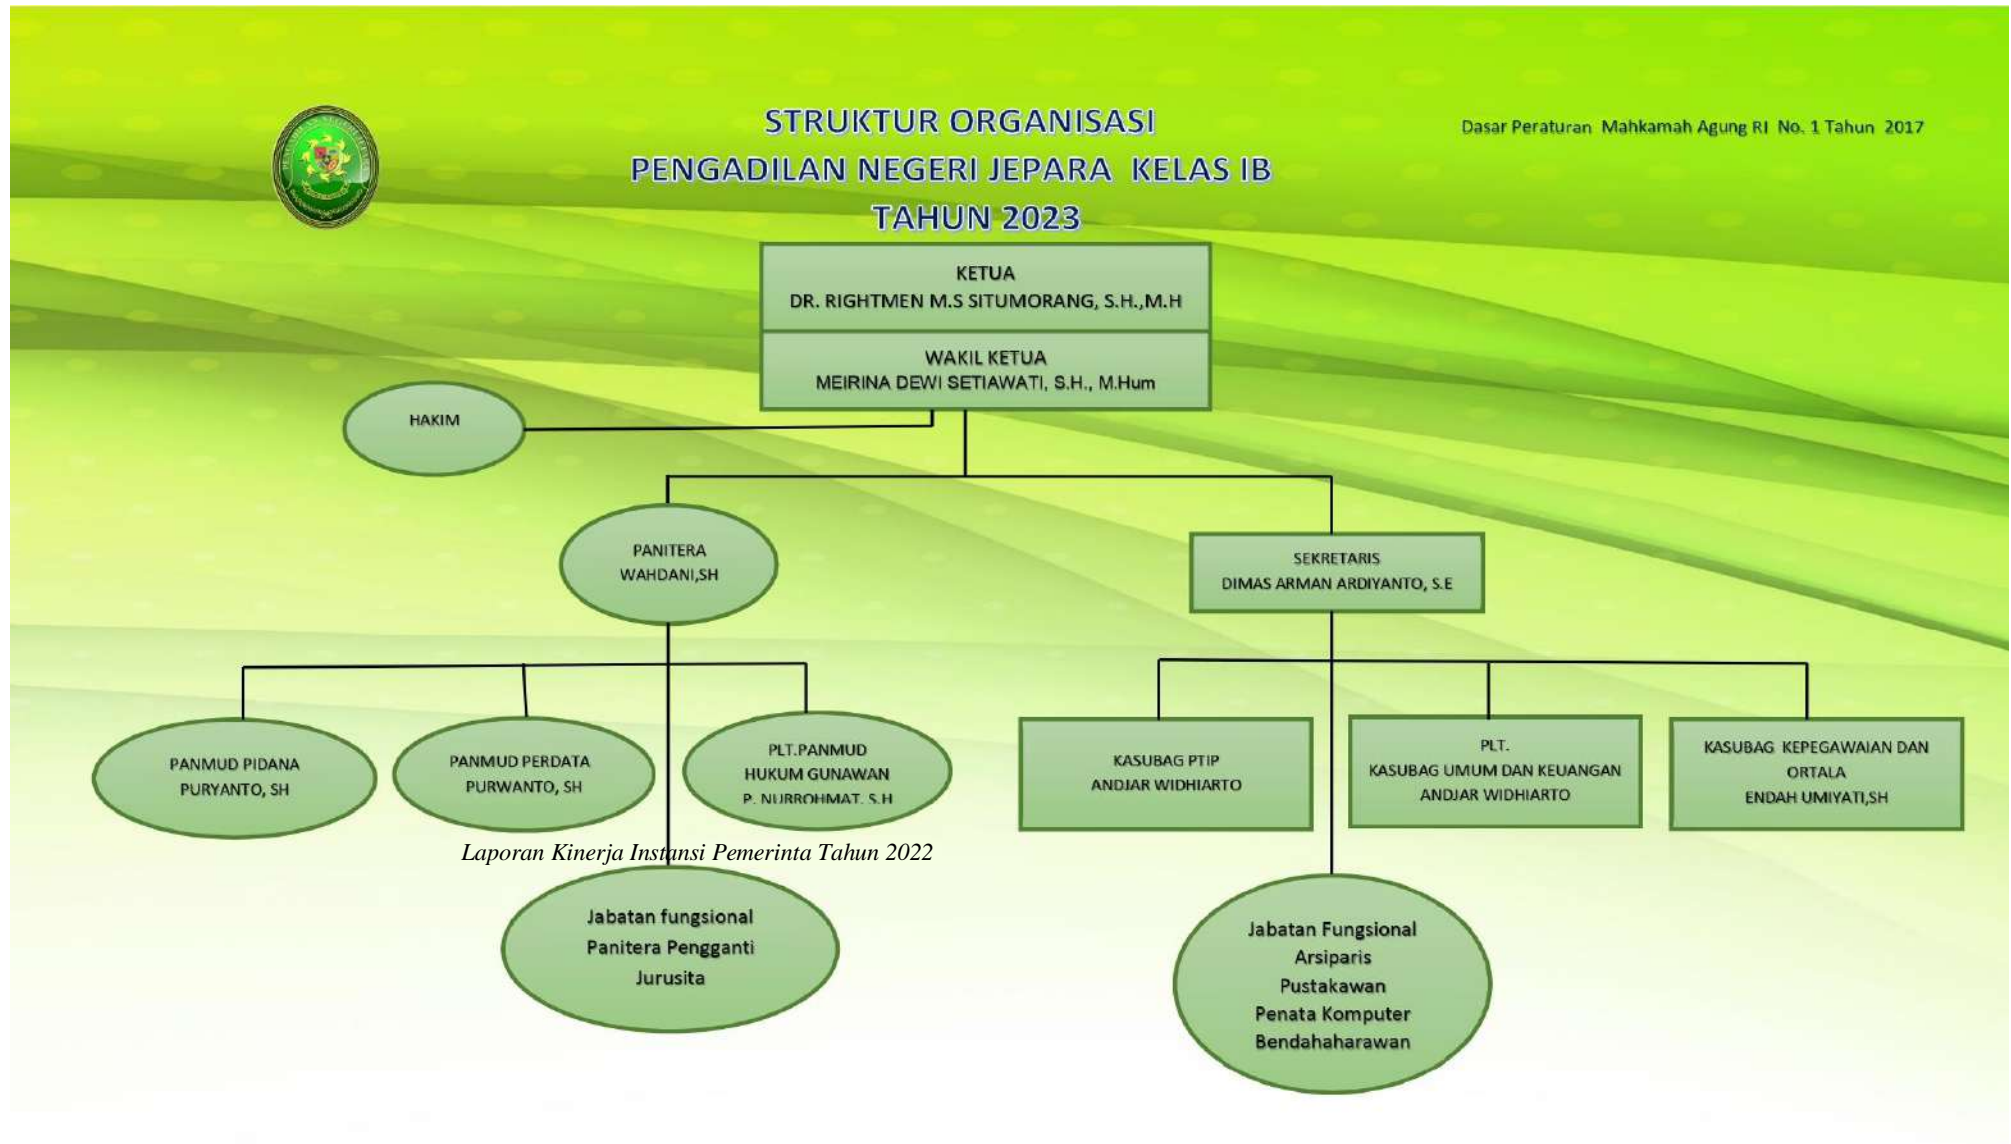 STRUKTUR ORGANISASI
PENGADILAN NEGERI JEPARA KELAS IB
TAHUN 2023
Dasar Peraturan Mahkamah Agung RI No. 1 Tahun 2017
KETUA
DR. RIGHTMEN M.S SITUMORANG, S.H.,M.H
WAKIL KETUA
MEIRINA DEWI SETIAWATI, S.H., M.Hum
HAKIM
PANITERA
WAHDANI,SH
SEKRETARIS
DIMAS ARMAN ARDIYANTO, S.E
PANMUD PIDANA
PURYANTO, SH
PANMUD PERDATA
PURWANTO, SH
PLT.PANMUD
HUKUM GUNAWAN
P. NURROHMAT. S.H
KASUBAG PTIP
ANDJAR WIDHIARTO
PLT.
KASUBAG UMUM DAN KEUANGAN
ANDJAR WIDHIARTO
KASUBAG KEPEGAWAIAN DAN
ORTALA
ENDAH UMIYATI,SH
Laporan Kinerja Instansi Pemerinta Tahun 2022
Jabatan fungsional
Panitera Pengganti
Jurusita
Jabatan Fungsional
Arsiparis
Pustakawan
Penata Komputer
Bendahaharawan